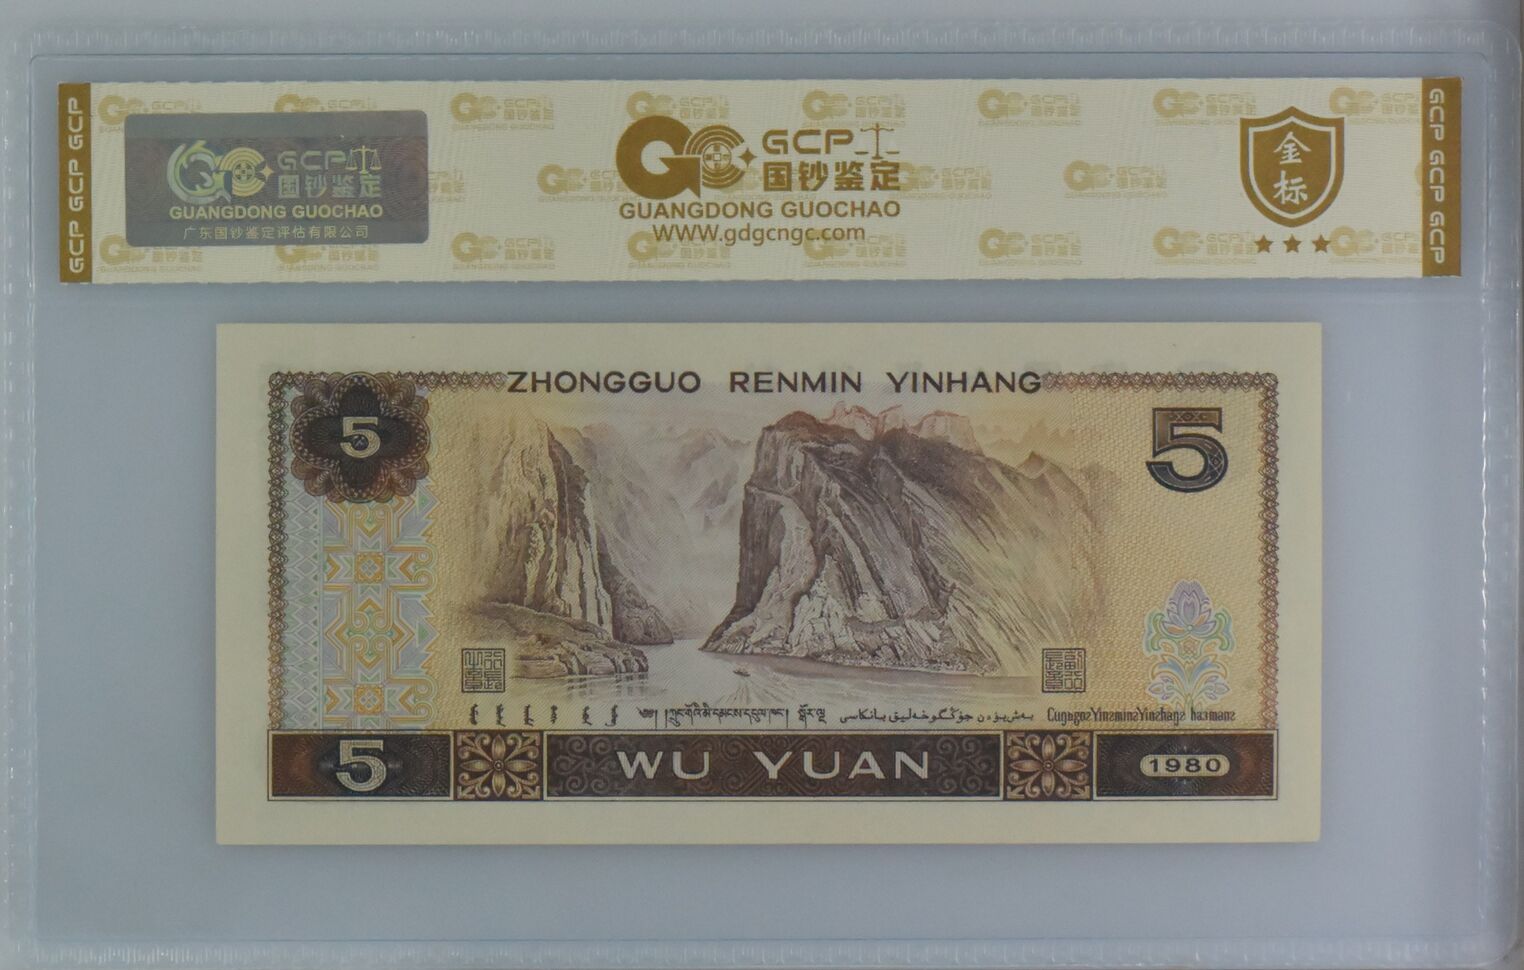 GCP GCP GCP
GCP
国钞鉴定
GUANGDONG GUOCHAO
广东国钞鉴定评估有限公司
GCP
国钞鉴定
GUANGDONG GUOCHAO
WWW.gdgcngc.com
金标
GCP GCP GCP
ZHONGGUO RENMIN YINHANG
5
5
5
WU YUAN
1980